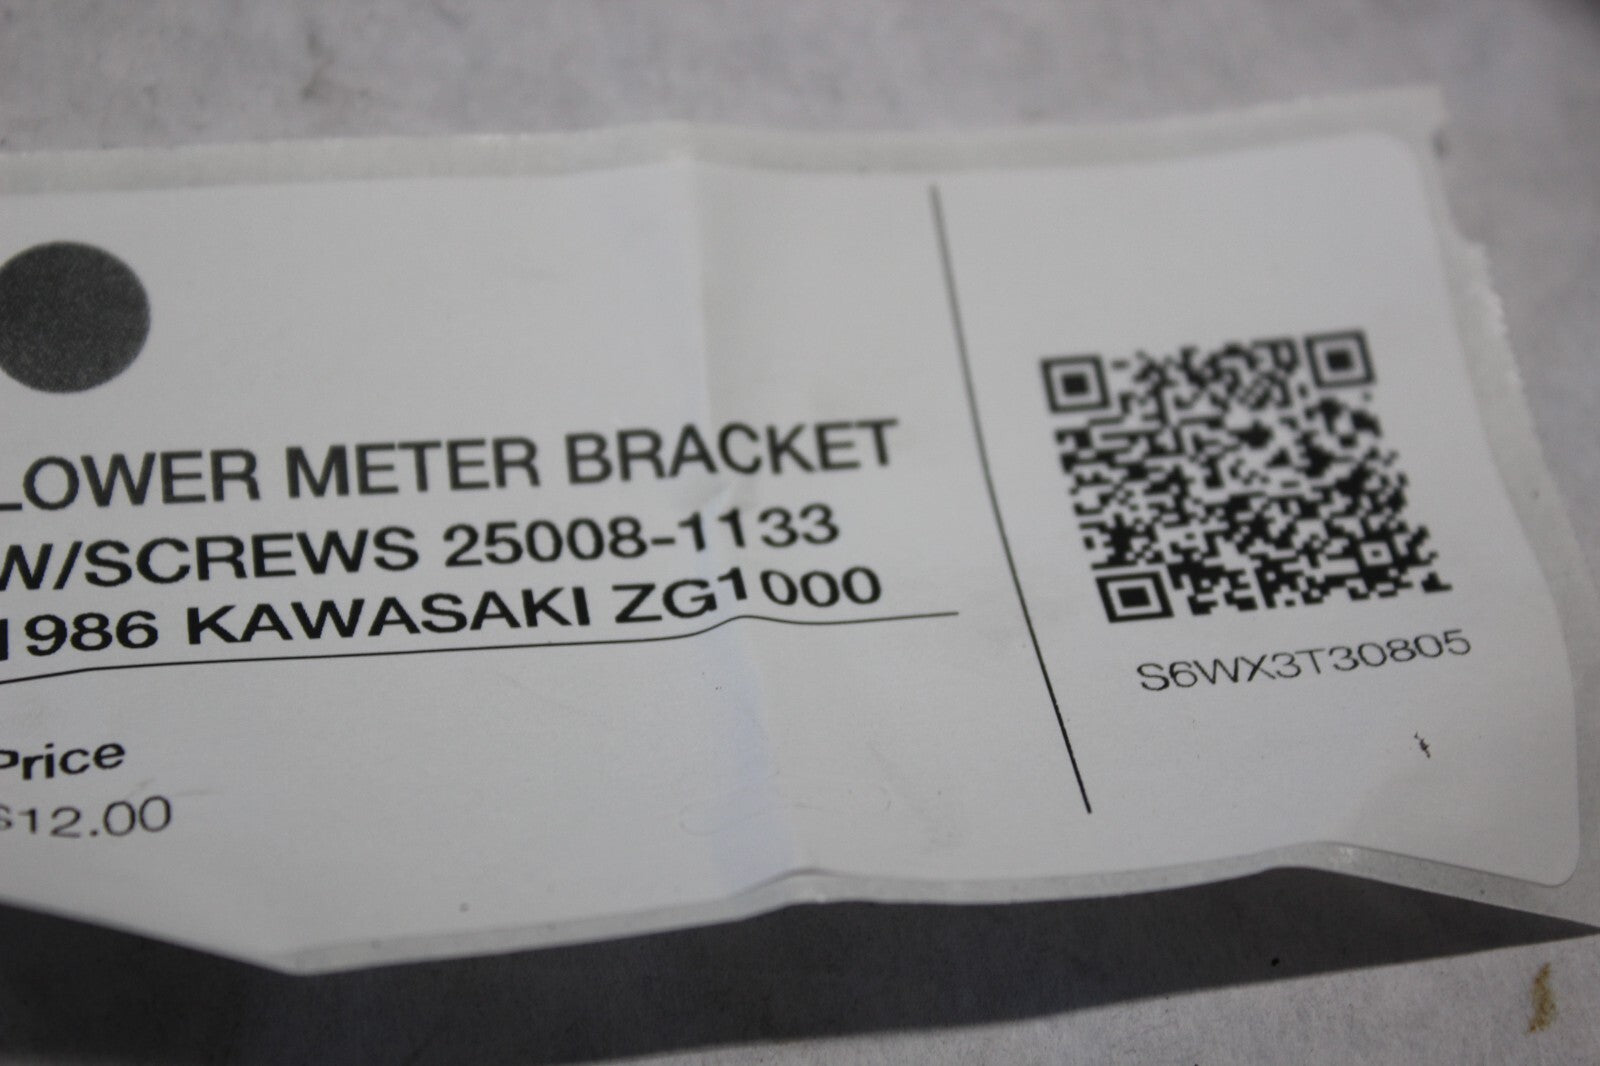 LOWER METER BRACKET
W/SCREWS 25008-1133
1986 KAWASAKI ZG1000
Price
$12.00
S6WX3T30805